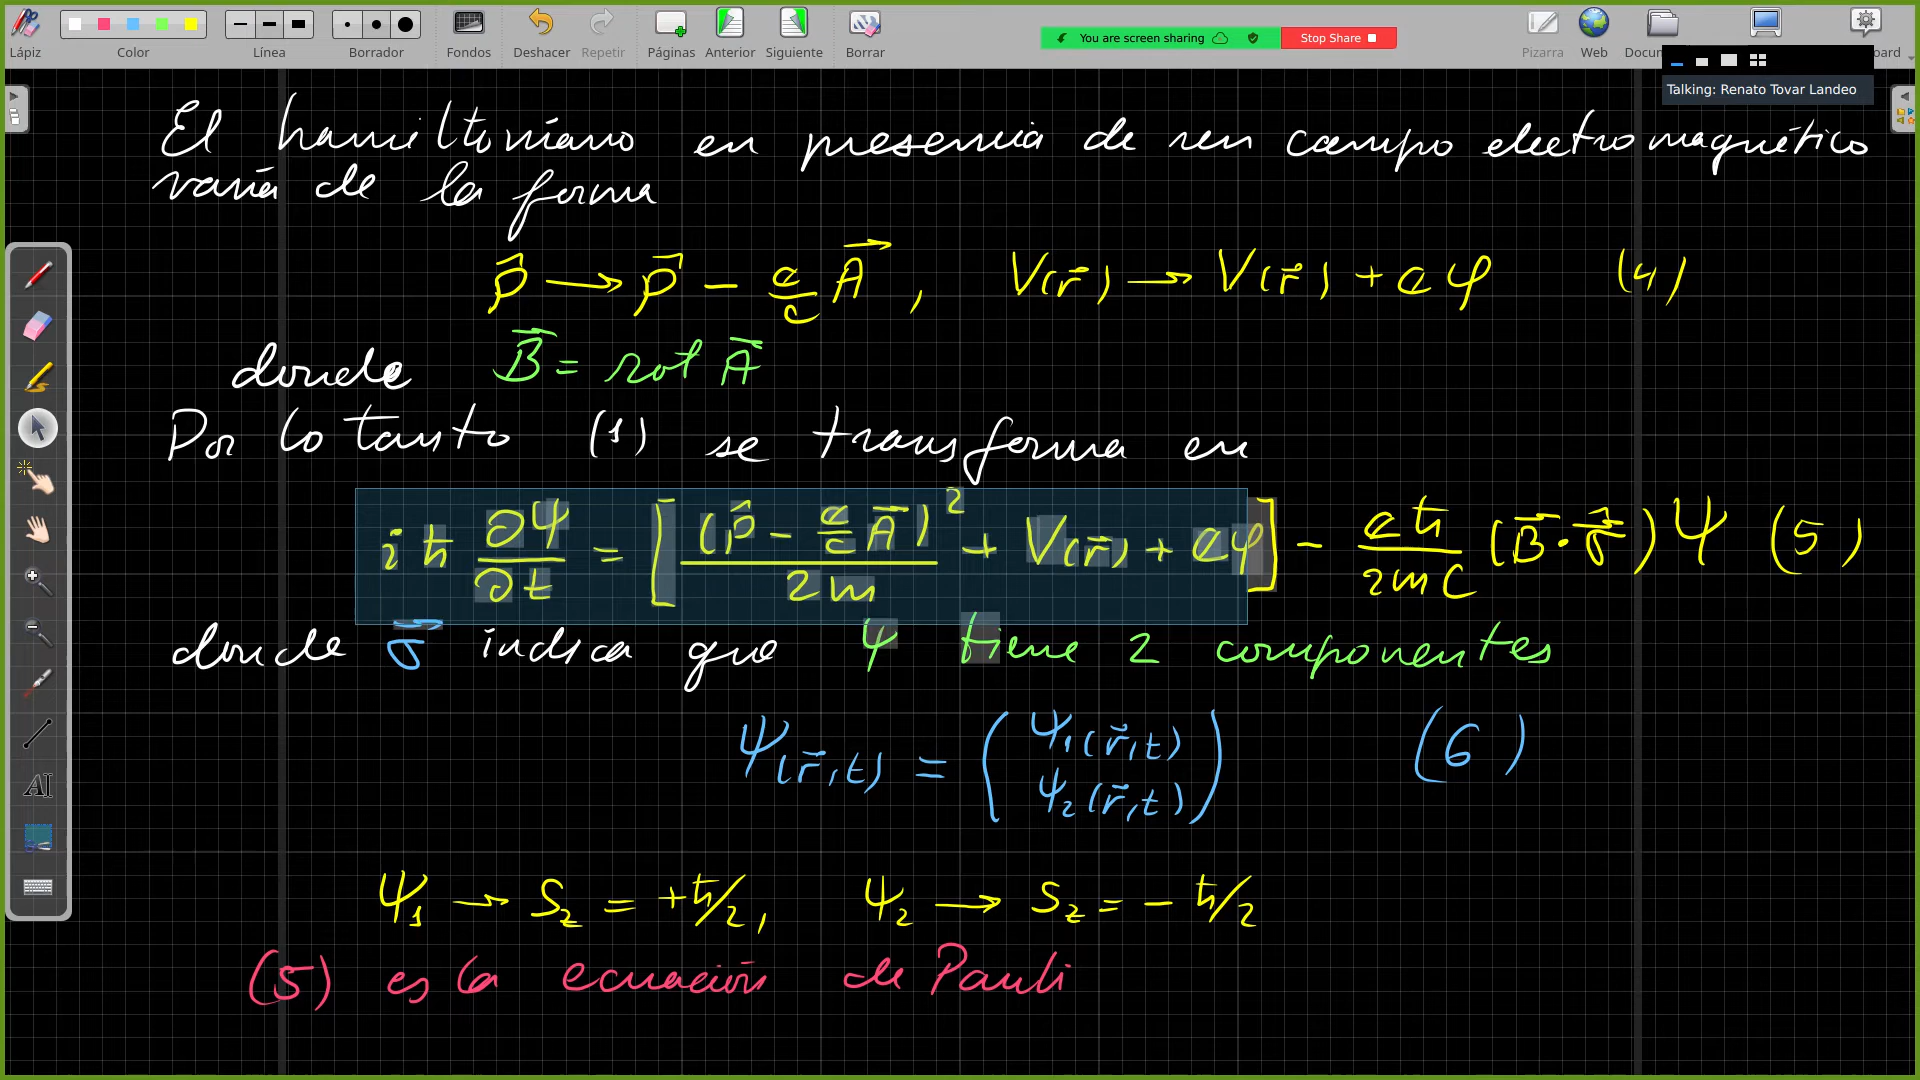 Lápiz Color Línea Borrador Fondos Deshacer Repetir Páginas Anterior Siguiente Borrar You are screen sharing Stop Share Pizarra Web
Talking: Renato Tovar Landeo
El hamiltoniano en presencia de un campo electromagnético
varía de la forma
p⃗ → p⃗ - e/c A⃗ , V(r⃗) → V(r⃗) + eφ (4)
donde B⃗ = rot A⃗
Por lo tanto (1) se transforma en
iħ ∂Ψ/∂t = [ (p̂ - e/c A⃗)² / 2m + V(r⃗) + eφ ] - eħ/2mc (B⃗ · σ̂⃗) Ψ (5)
donde σ⃗ indica que Ψ tiene 2 componentes
Ψ(r⃗,t) = ( Ψ₁(r⃗,t)
Ψ₂(r⃗,t) ) (6)
Ψ₁ → S_z = +ħ/2, Ψ₂ → S_z = - ħ/2
(5) es la ecuación de Pauli